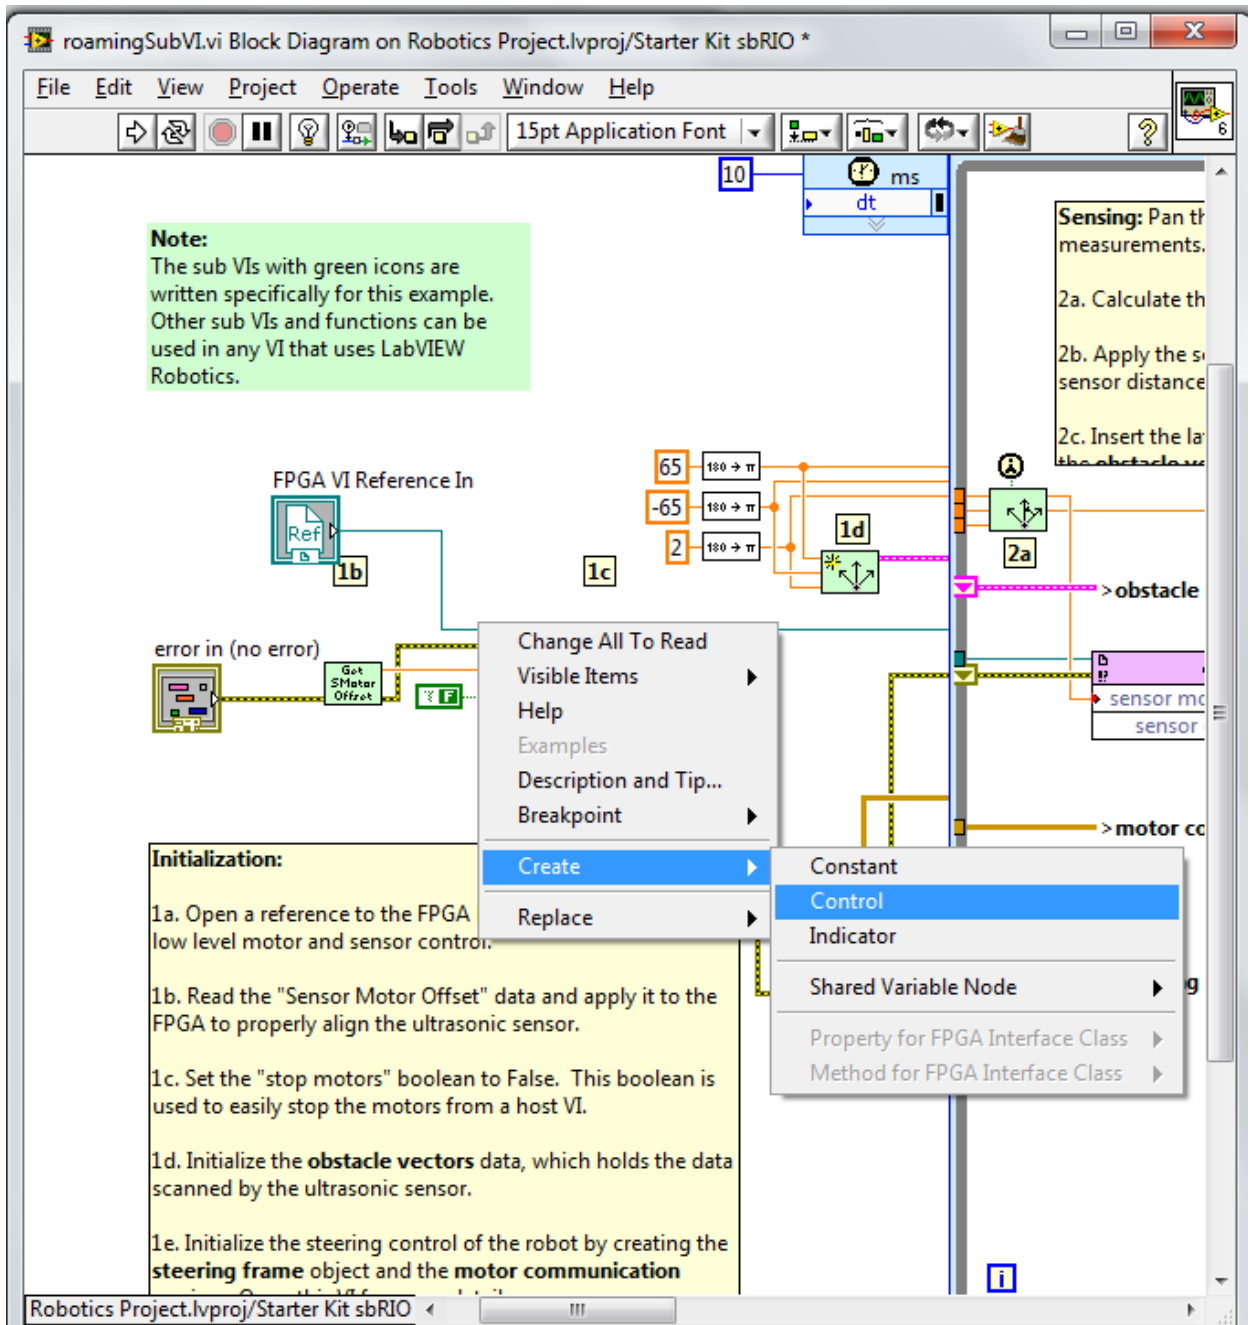 roamingSubVI.vi Block Diagram on Robotics Project.lvproj/Starter Kit sbRIO *
File Edit View Project Operate Tools Window Help
15pt Application Font
6
10
ms
dt
Note:
The sub VIs with green icons are
written specifically for this example.
Other sub VIs and functions can be
used in any VI that uses LabVIEW
Robotics.
Sensing: Pan th
measurements.
2a. Calculate th
2b. Apply the se
sensor distance
2c. Insert the la
the obstacle ve
FPGA VI Reference In
Ref
1b
1c
65
180 → π
-65
180 → π
2
180 → π
1d
2a
>obstacle
error in (no error)
Get
SMotor
Offset
F
sensor mo
sensor
>motor co
g
Change All To Read
Visible Items
Help
Examples
Description and Tip...
Breakpoint
Create
Replace
Constant
Control
Indicator
Shared Variable Node
Property for FPGA Interface Class
Method for FPGA Interface Class
Initialization:
1a. Open a reference to the FPGA
low level motor and sensor control.
1b. Read the "Sensor Motor Offset" data and apply it to the
FPGA to properly align the ultrasonic sensor.
1c. Set the "stop motors" boolean to False.  This boolean is
used to easily stop the motors from a host VI.
1d. Initialize the obstacle vectors data, which holds the data
scanned by the ultrasonic sensor.
1e. Initialize the steering control of the robot by creating the
steering frame object and the motor communication
i
Robotics Project.lvproj/Starter Kit sbRIO